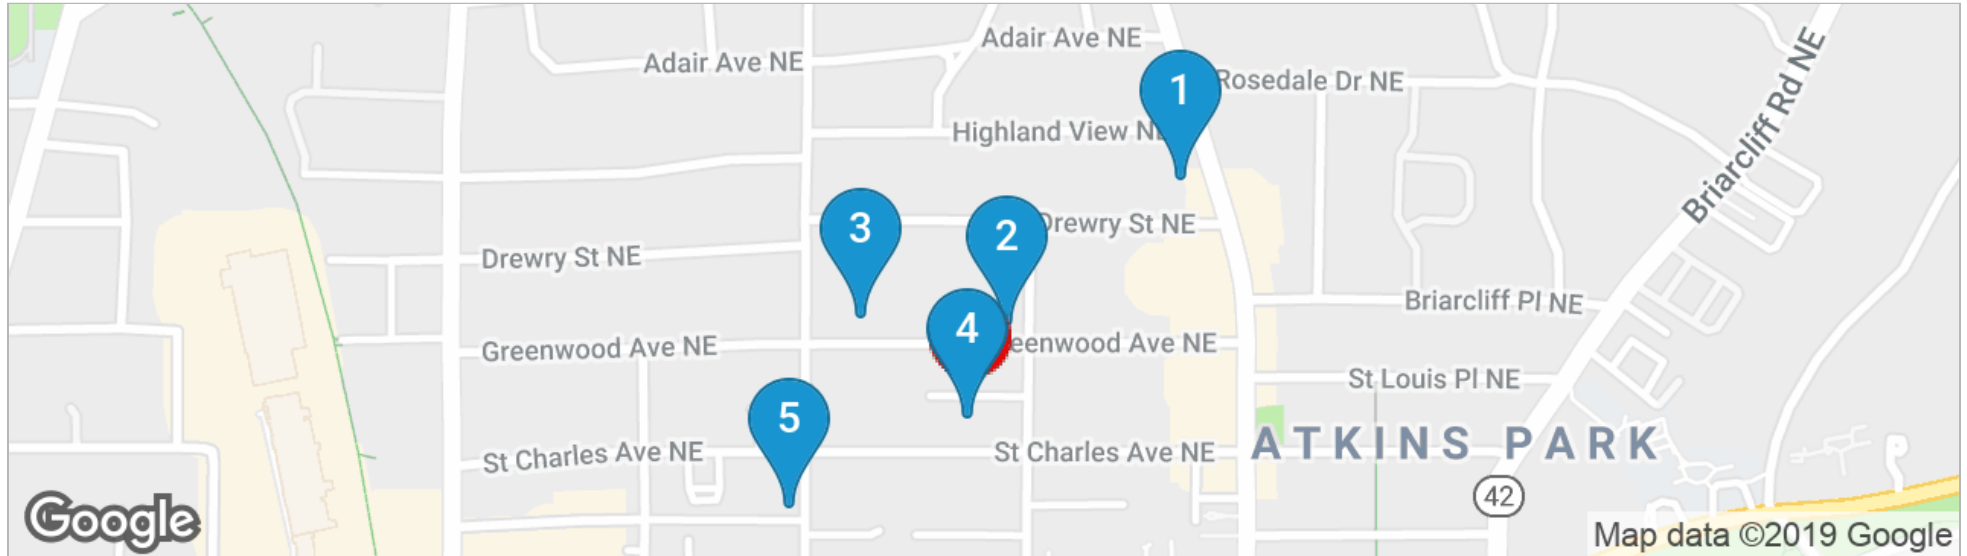 Adair Ave NE
Adair Ave NE
1
Rosedale Dr NE
Briarcliff Rd NE
Highland View NE
3
2
Drewry St NE
Drewry St NE
Briarcliff Pl NE
4
Greenwood Ave NE
eenwood Ave NE
St Louis Pl NE
5
St Charles Ave NE
St Charles Ave NE
ATKINS PARK
42
Google
Map data ©2019 Google